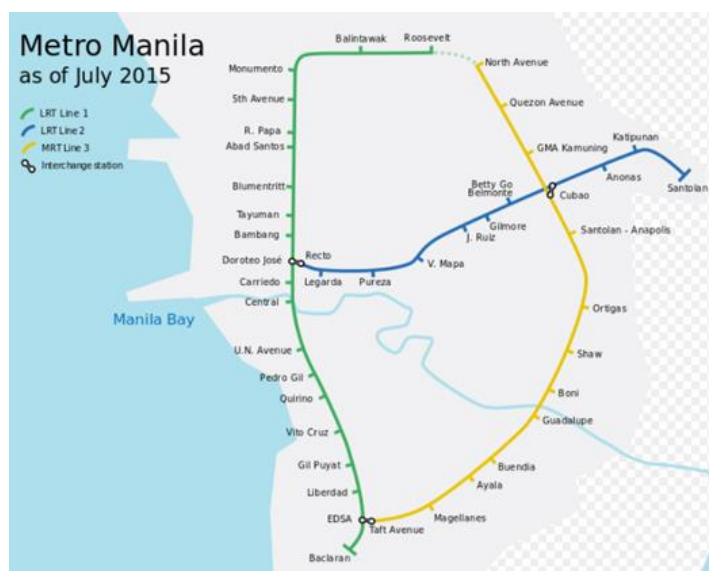 Metro Manila
as of July 2015
LRT Line 1
LRT Line 2
MRT Line 3
Interchange station
Balintawak
Roosevelt
Monumento
North Avenue
5th Avenue
Quezon Avenue
R. Papa
Abad Santos
GMA Kamuning
Katipunan
Blumentritt
Betty Go
Belmonte
Cubao
Anonas
Santolan
Tayuman
Gilmore
Bambang
J. Ruiz
Santolan - Anapolis
Doroteo José
Recto
V. Mapa
Carriedo
Legarda
Pureza
Central
Ortigas
Manila Bay
U.N. Avenue
Shaw
Pedro Gil
Boni
Quirino
Guadalupe
Vito Cruz
Gil Puyat
Buendia
Ayala
Liberdad
EDSA
Taft Avenue
Magellanes
Baclaran